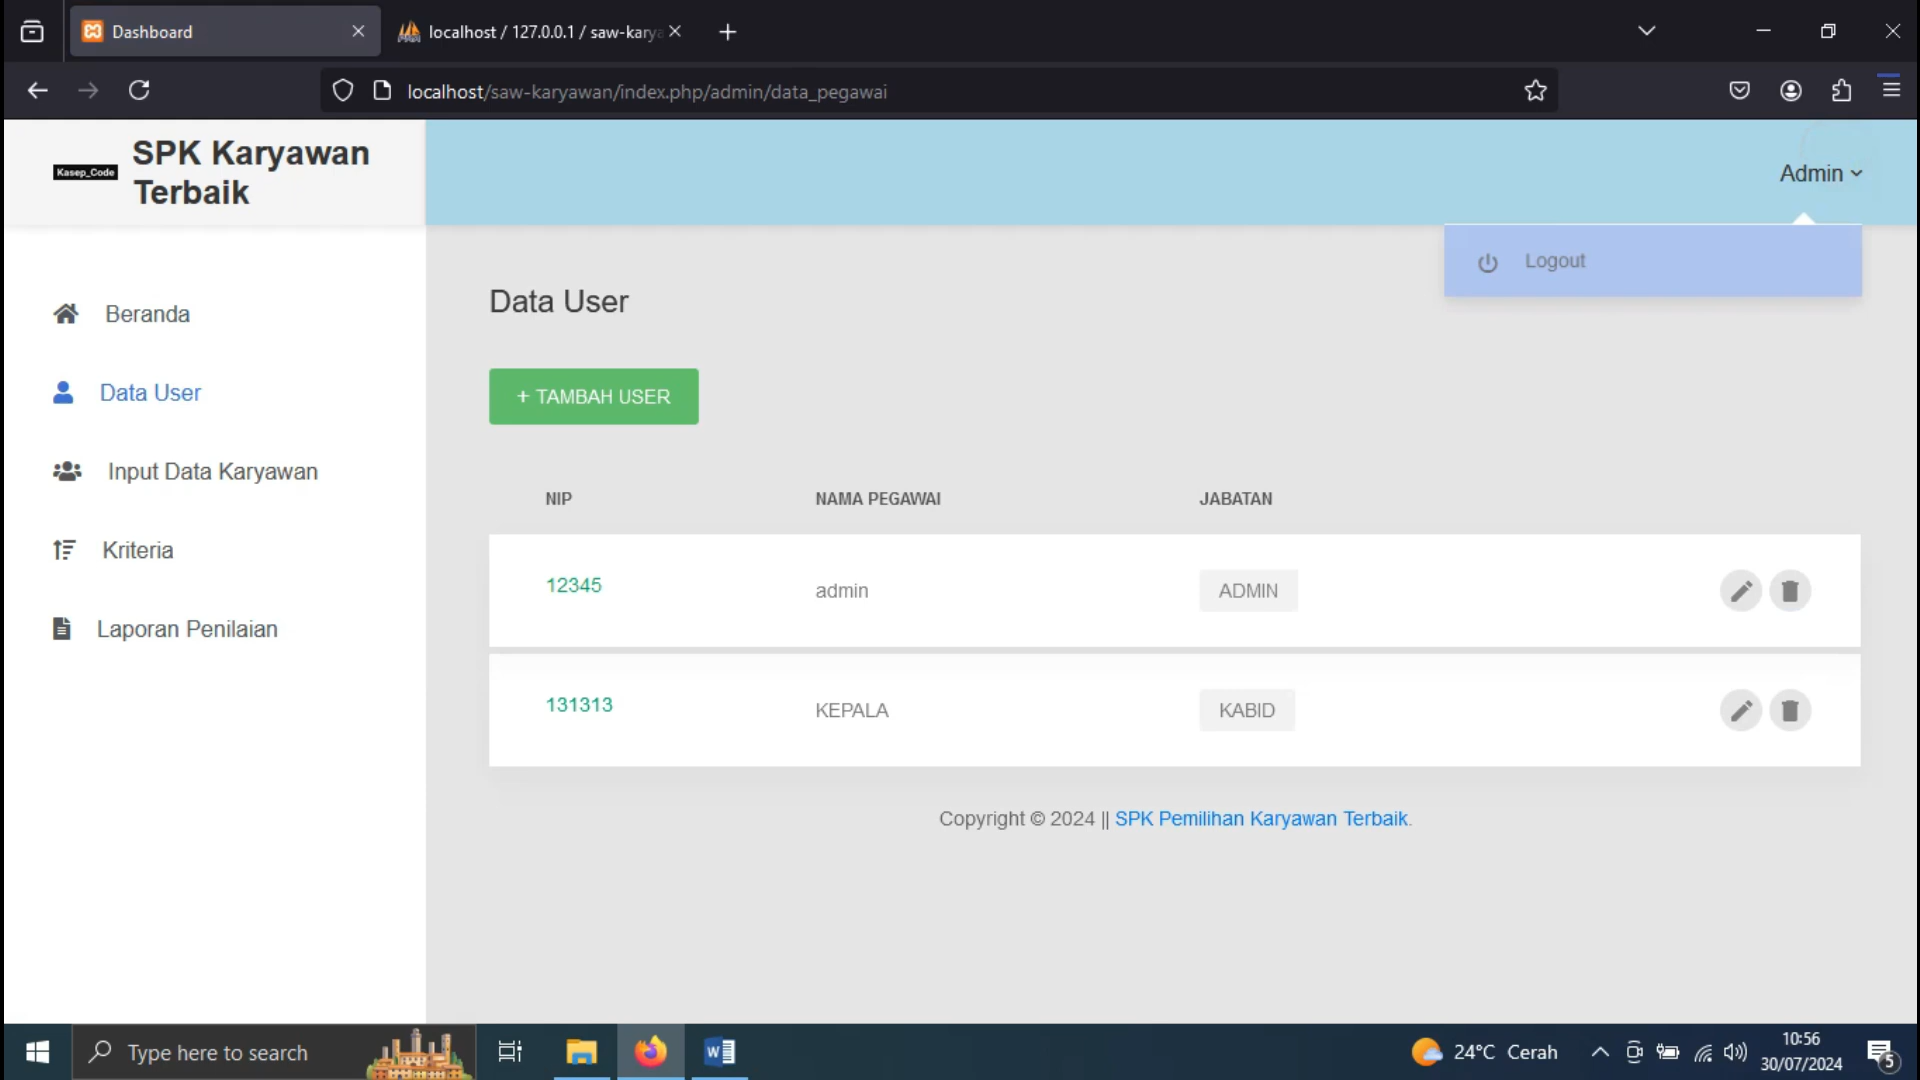 Dashboard
localhost / 127.0.0.1 / saw-karya
localhost/saw-karyawan/index.php/admin/data_pegawai
Kasep_Code
SPK Karyawan
Terbaik
Admin
Logout
Beranda
Data User
Input Data Karyawan
Kriteria
Laporan Penilaian
Data User
+ TAMBAH USER
NIP NAMA PEGAWAI JABATAN
12345 admin ADMIN
131313 KEPALA KABID
Copyright © 2024 || SPK Pemilihan Karyawan Terbaik.
Type here to search
24°C Cerah
10:56
30/07/2024
5